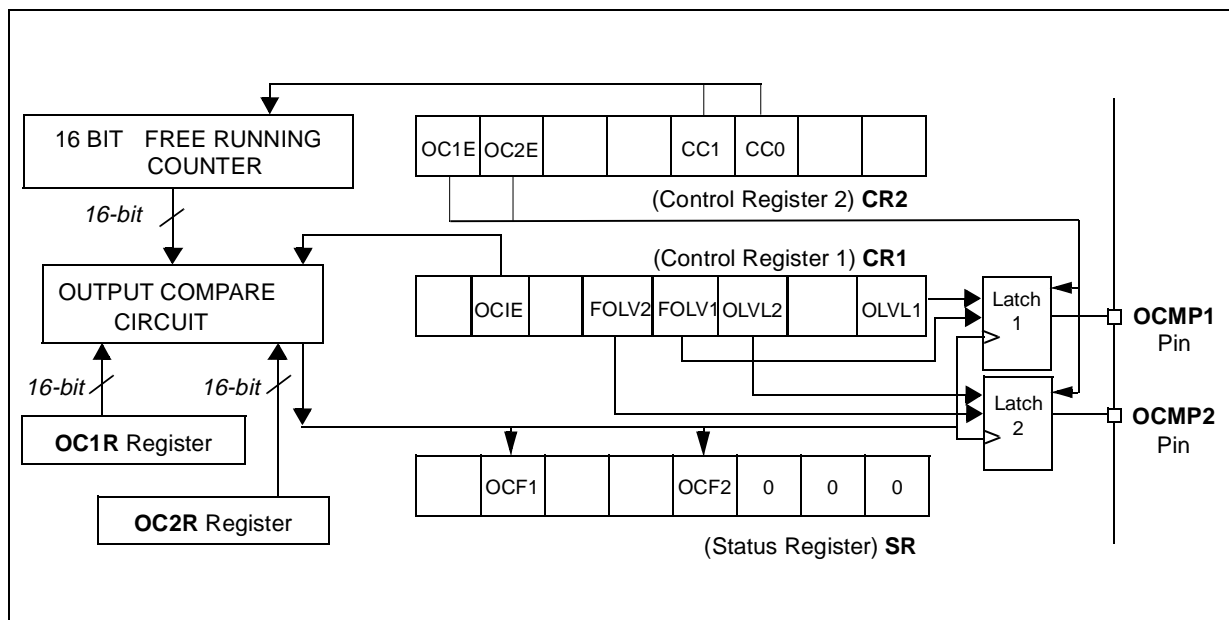 16 BIT FREE RUNNING
COUNTER
OC1E OC2E CC1 CC0
(Control Register 2) CR2
16-bit
(Control Register 1) CR1
OUTPUT COMPARE
CIRCUIT
OCIE FOLV2 FOLV1 OLVL2 OLVL1
Latch
1
OCMP1
Pin
16-bit
16-bit
Latch
2
OCMP2
Pin
OC1R Register
OCF1 OCF2 0 0 0
OC2R Register
(Status Register) SR